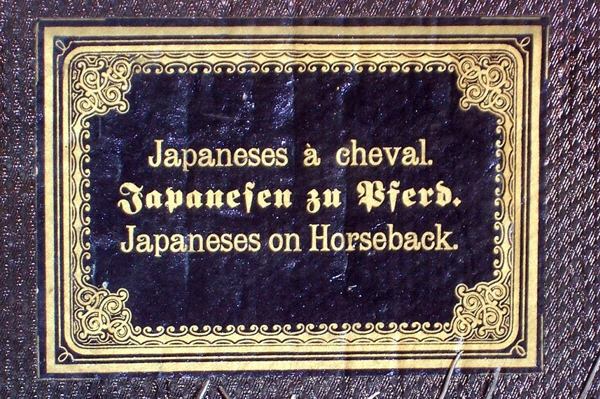 Japaneses à cheval.
Japanesen zu Pferd.
Japaneses on Horseback.